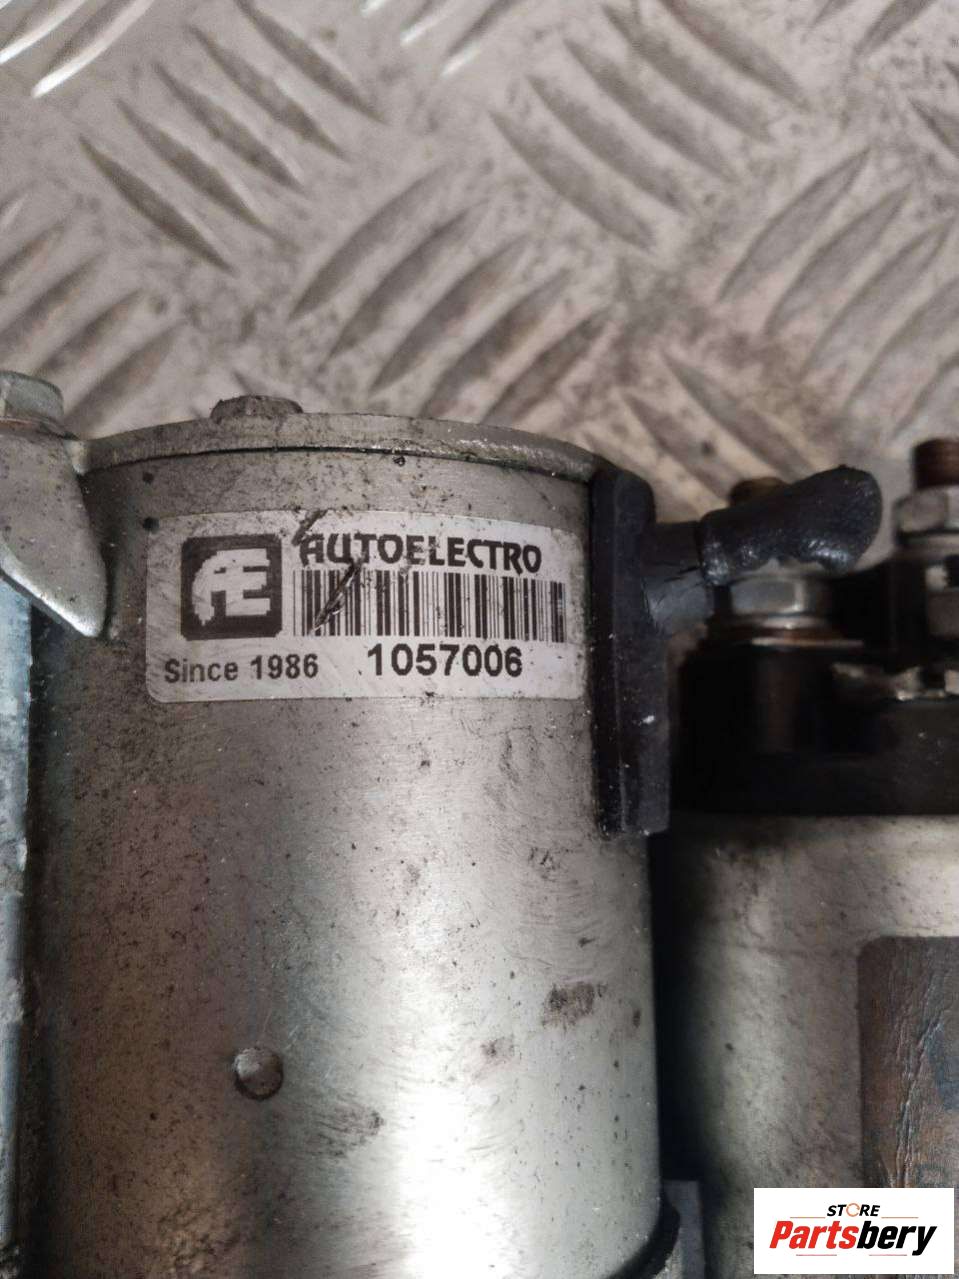 AE
AUTOELECTRO
Since 1986
1057006
STORE
Partsbery